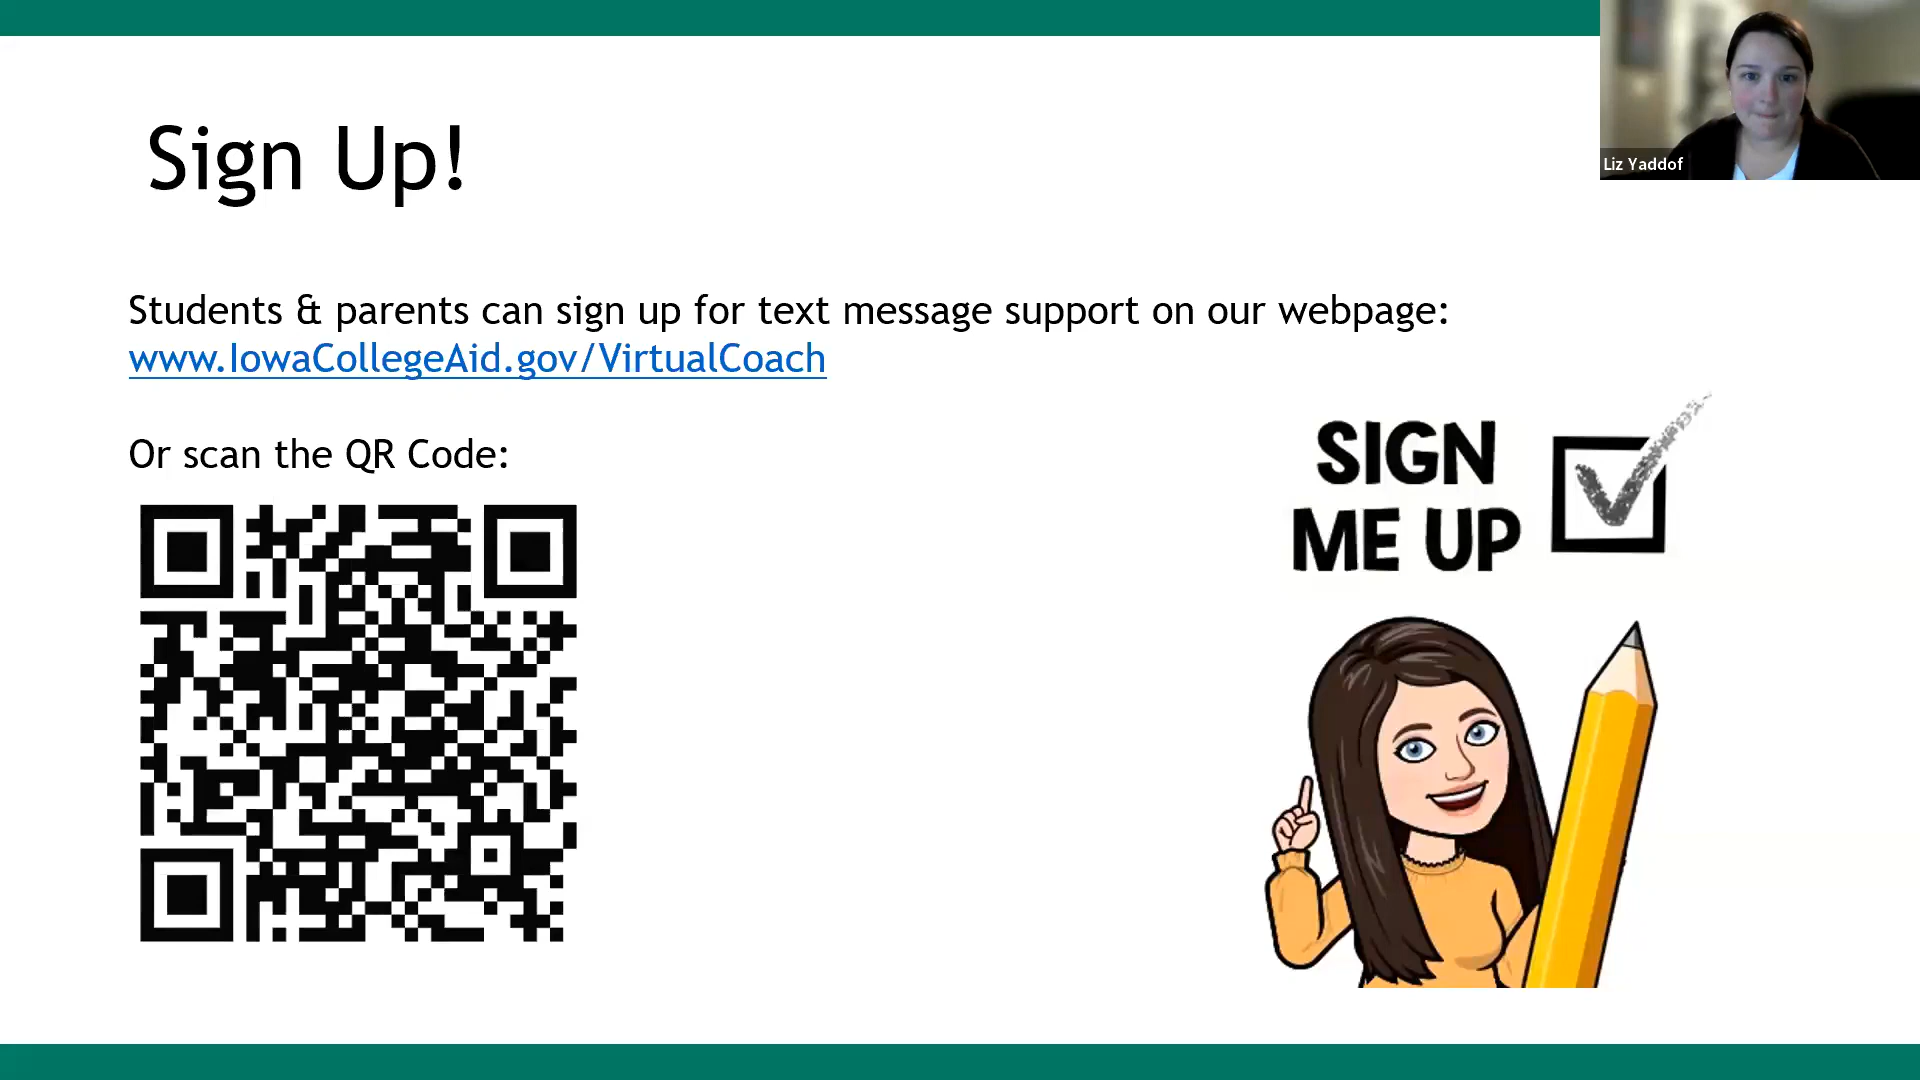 Liz Yaddof
Sign Up!
Students & parents can sign up for text message support on our webpage:
www.IowaCollegeAid.gov/VirtualCoach
Or scan the QR Code:
SIGN
ME UP